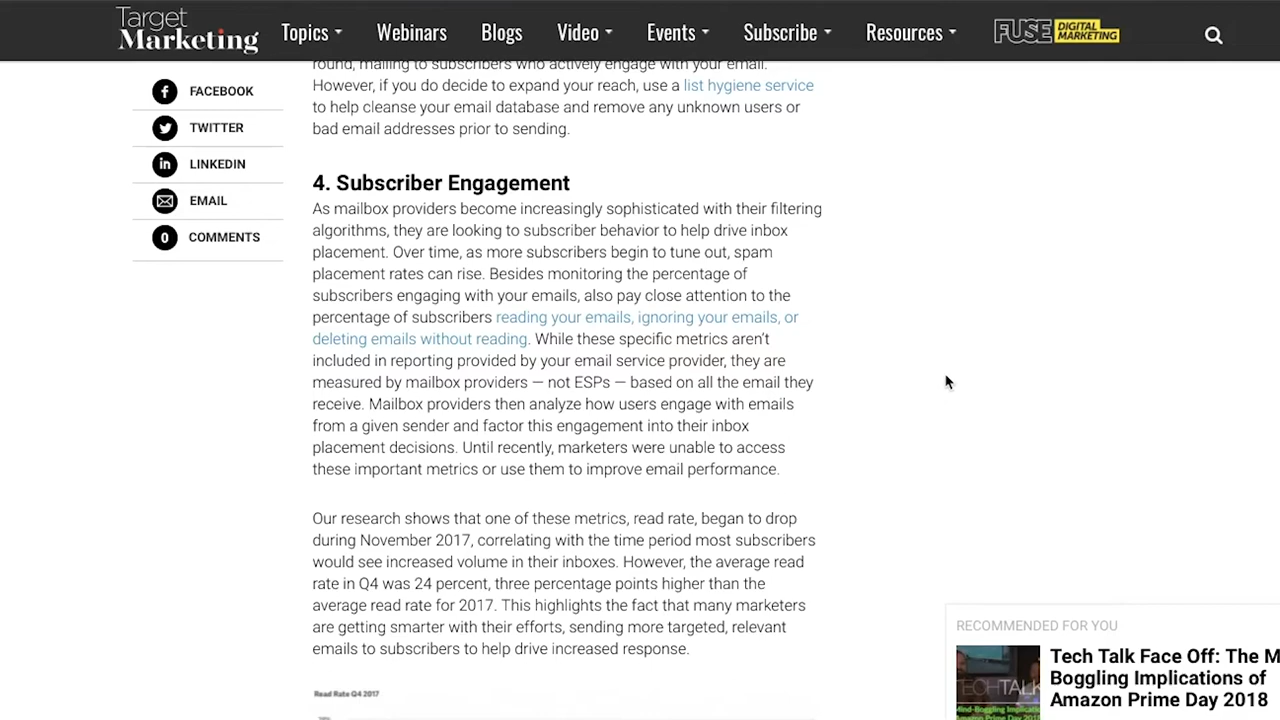 Target
Marketing
Topics
Webinars
Blogs
Video
Events
Subscribe
Resources
FUSE DIGITAL MARKETING
FACEBOOK
TWITTER
LINKEDIN
EMAIL
0 COMMENTS
round, mailing to subscribers who actively engage with your email.
However, if you do decide to expand your reach, use a list hygiene service
to help cleanse your email database and remove any unknown users or
bad email addresses prior to sending.
4. Subscriber Engagement
As mailbox providers become increasingly sophisticated with their filtering
algorithms, they are looking to subscriber behavior to help drive inbox
placement. Over time, as more subscribers begin to tune out, spam
placement rates can rise. Besides monitoring the percentage of
subscribers engaging with your emails, also pay close attention to the
percentage of subscribers reading your emails, ignoring your emails, or
deleting emails without reading. While these specific metrics aren’t
included in reporting provided by your email service provider, they are
measured by mailbox providers — not ESPs — based on all the email they
receive. Mailbox providers then analyze how users engage with emails
from a given sender and factor this engagement into their inbox
placement decisions. Until recently, marketers were unable to access
these important metrics or use them to improve email performance.
Our research shows that one of these metrics, read rate, began to drop
during November 2017, correlating with the time period most subscribers
would see increased volume in their inboxes. However, the average read
rate in Q4 was 24 percent, three percentage points higher than the
average read rate for 2017. This highlights the fact that many marketers
are getting smarter with their efforts, sending more targeted, relevant
emails to subscribers to help drive increased response.
Read Rate Q4 2017
RECOMMENDED FOR YOU
TECHTALK
Mind-Boggling Implicati
Amazon Prime Day 2018
Tech Talk Face Off: The M
Boggling Implications of
Amazon Prime Day 2018